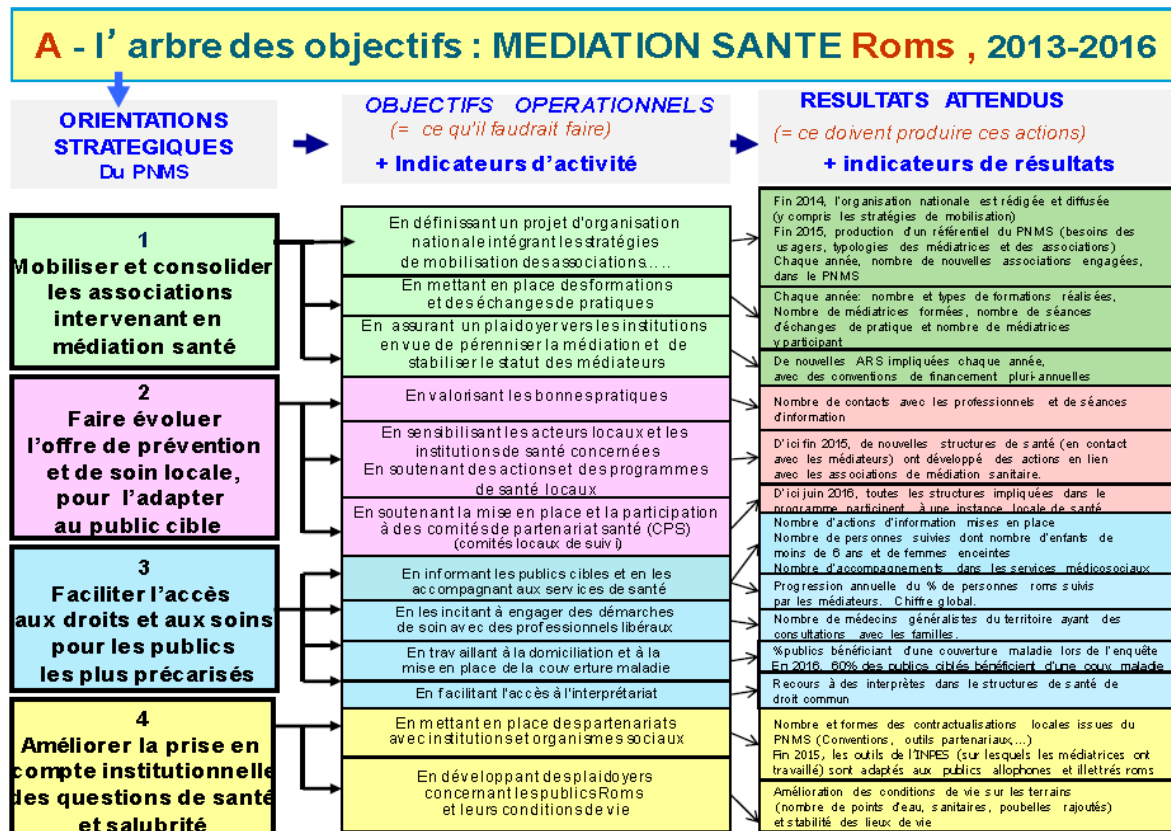 A - l' arbre des objectifs : MEDIATION SANTE Roms , 2013-2016
ORIENTATIONS
STRATEGIQUES
Du PNMS
OBJECTIFS OPERATIONNELS
(= ce qu'il faudrait faire)
+ Indicateurs d'activité
RESULTATS ATTENDUS
(= ce doivent produire ces actions)
+ indicateurs de résultats
1
Mobiliser et consolider
les associations
intervenant en
médiation santé
En définissant un projet d'organisation
nationale intégrant les stratégies
de mobilisation des associations.....
En mettant en place des formations
et des échanges de pratiques
En assurant un plaidoyer vers les institutions
en vue de pérenniser la médiation et de
stabiliser le statut des médiateurs
Fin 2014, l'organisation nationale est rédigée et diffusée
(y compris les stratégies de mobilisation)
Fin 2015, production d'un référentiel du PNMS (besoins des
usagers, typologies des médiatrices et des associations)
Chaque année, nombre de nouvelles associations engagées,
dans le PNMS
Chaque année: nombre et types de formations réalisées,
Nombre de médiatrices formées, nombre de séances
d'échanges de pratique et nombre de médiatrices
y participant
De nouvelles ARS impliquées chaque année,
avec des conventions de financement pluri-annuelles
2
Faire évoluer
l'offre de prévention
et de soin locale,
pour l'adapter
au public cible
En valorisant les bonnes pratiques
En sensibilisant les acteurs locaux et les
institutions de santé concernées
En soutenant des actions et des programmes
de santé locaux
En soutenant la mise en place et la participation
à des comités de partenariat santé (CPS)
(comités locaux de suivi)
Nombre de contacts avec les professionnels et de séances
d'information
D'ici fin 2015, de nouvelles structures de santé (en contact
avec les médiateurs) ont développé des actions en lien
avec les associations de médiation sanitaire.
D'ici juin 2016, toutes les structures impliquées dans le
programme participent à une instance locale de santé
3
Faciliter l'accès
aux droits et aux soins
pour les publics
les plus précarisés
En informant les publics cibles et en les
accompagnant aux services de santé
En les incitant à engager des démarches
de soin avec des professionnels libéraux
En travaillant à la domiciliation et à la
mise en place de la couverture maladie
En facilitant l'accès à l'interprétariat
Nombre d'actions d'information mises en place
Nombre de personnes suivies dont nombre d'enfants de
moins de 6 ans et de femmes enceintes
Nombre d'accompagnements dans les services médicosociaux
Progression annuelle du % de personnes roms suivis
par les médiateurs. Chiffre global.
Nombre de médecins généralistes du territoire ayant des
consultations avec les familles.
%publics bénéficiant d'une couverture maladie lors de l'enquête
En 2016, 60% des publics ciblés bénéficient d'une couv. maladie
Recours à des interprètes dans le structures de santé de
droit commun
4
Améliorer la prise en
compte institutionnelle
des questions de santé
et salubrité
En mettant en place des partenariats
avec institutions et organismes sociaux
En développant des plaidoyers
concernant les publics Roms
et leurs conditions de vie
Nombre et formes des contractualisations locales issues du
PNMS (Conventions, outils partenariaux,...)
Fin 2015, les outils de l'INPES (sur lesquels les médiatrices ont
travaillé) sont adaptés aux publics allophones et illettrés roms
Amélioration des conditions de vie sur les terrains
(nombre de points d'eau, sanitaires, poubelles rajoutés)
et stabilité des lieux de vie